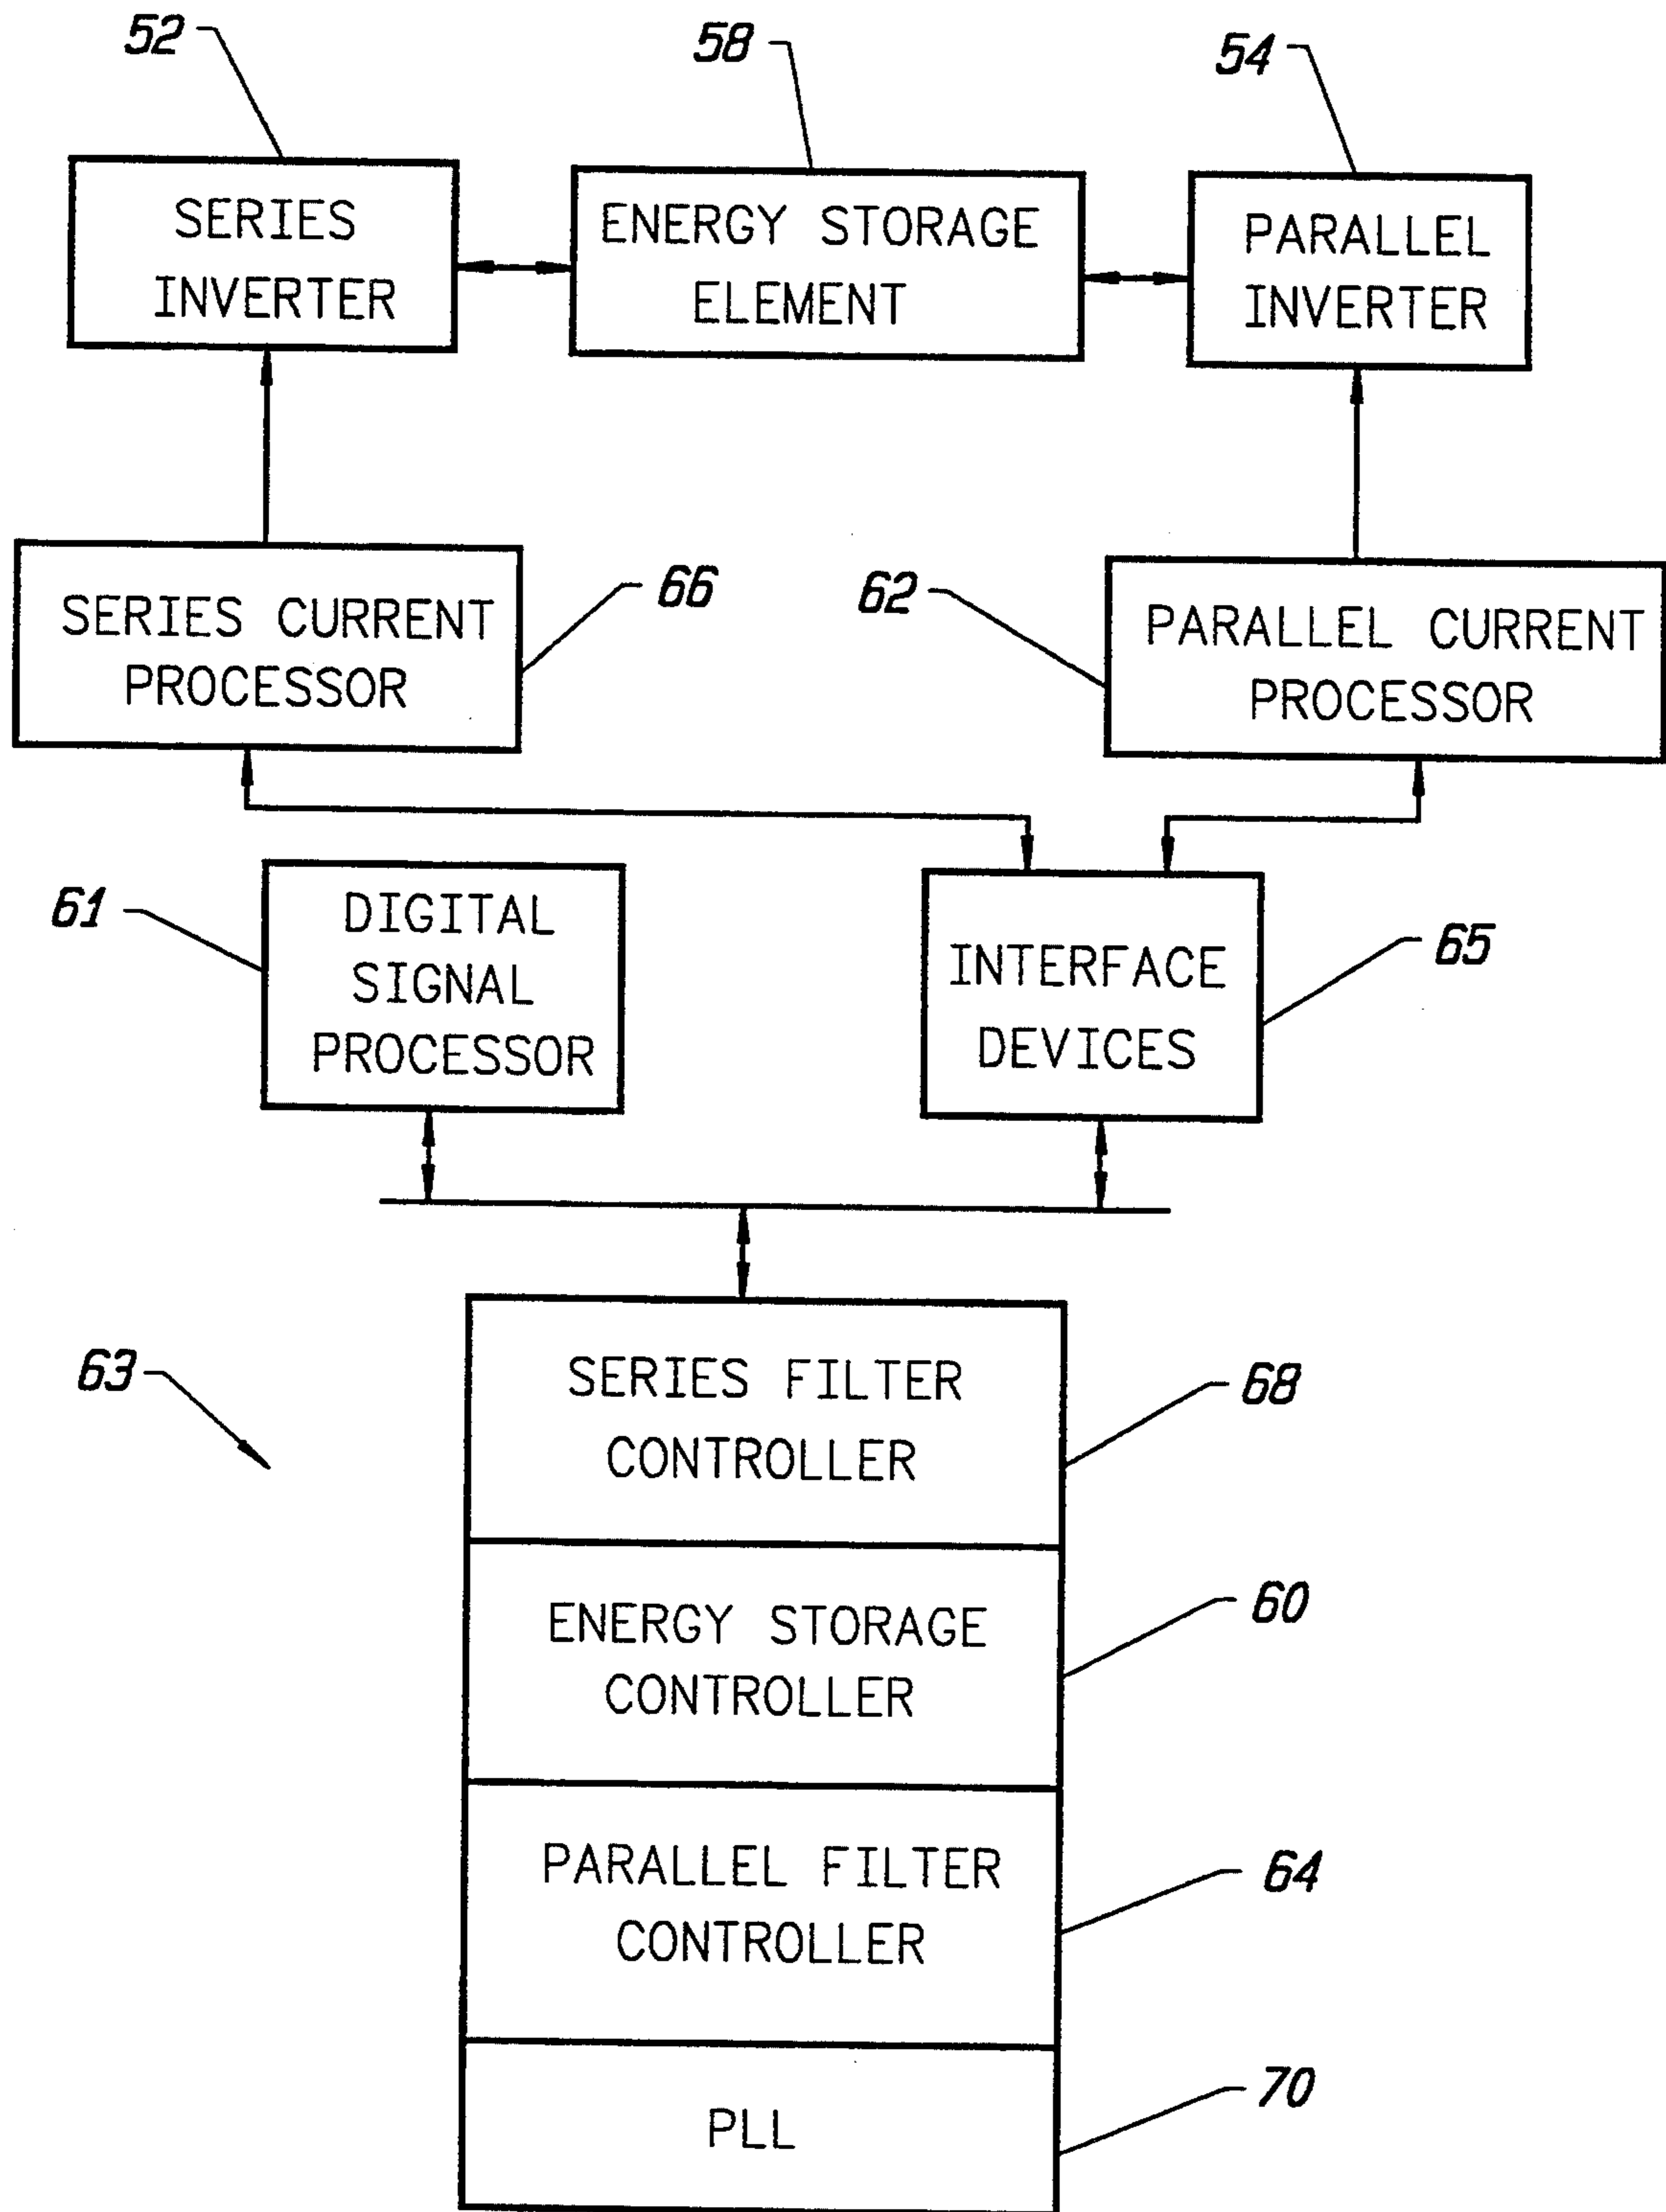 52
58
54
SERIES
INVERTER
ENERGY STORAGE
ELEMENT
PARALLEL
INVERTER
SERIES CURRENT
PROCESSOR
66
62
PARALLEL CURRENT
PROCESSOR
61
DIGITAL
SIGNAL
PROCESSOR
INTERFACE
DEVICES
65
63
SERIES FILTER
CONTROLLER
68
ENERGY STORAGE
CONTROLLER
60
PARALLEL FILTER
CONTROLLER
64
PLL
70